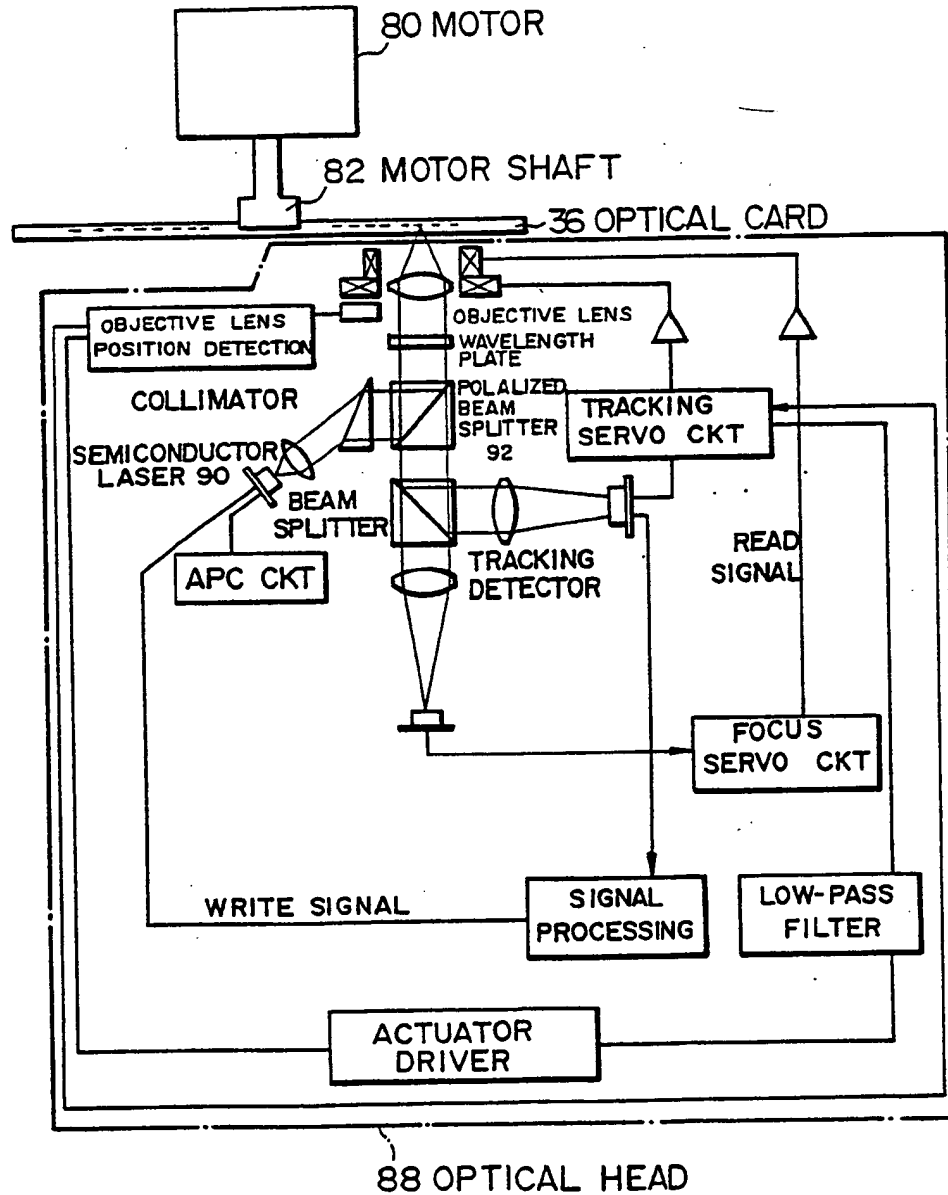 80 MOTOR
82 MOTOR SHAFT
36 OPTICAL CARD
OBJECTIVE LENS
POSITION DETECTION
OBJECTIVE LENS
WAVELENGTH
PLATE
COLLIMATOR
POLALIZED
BEAM
SPLITTER
92
TRACKING
SERVO CKT
SEMICONDUCTOR
LASER 90
BEAM
SPLITTER
APC CKT
TRACKING
DETECTOR
READ
SIGNAL
FOCUS
SERVO CKT
WRITE SIGNAL
SIGNAL
PROCESSING
LOW-PASS
FILTER
ACTUATOR
DRIVER
88 OPTICAL HEAD